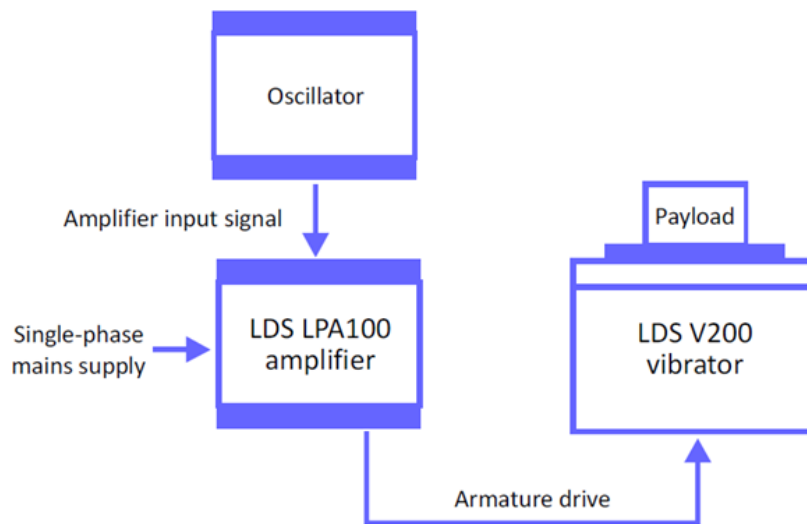 Oscillator
Amplifier input signal
Payload
Single-phase
mains supply
LDS LPA100
amplifier
LDS V200
vibrator
Armature drive